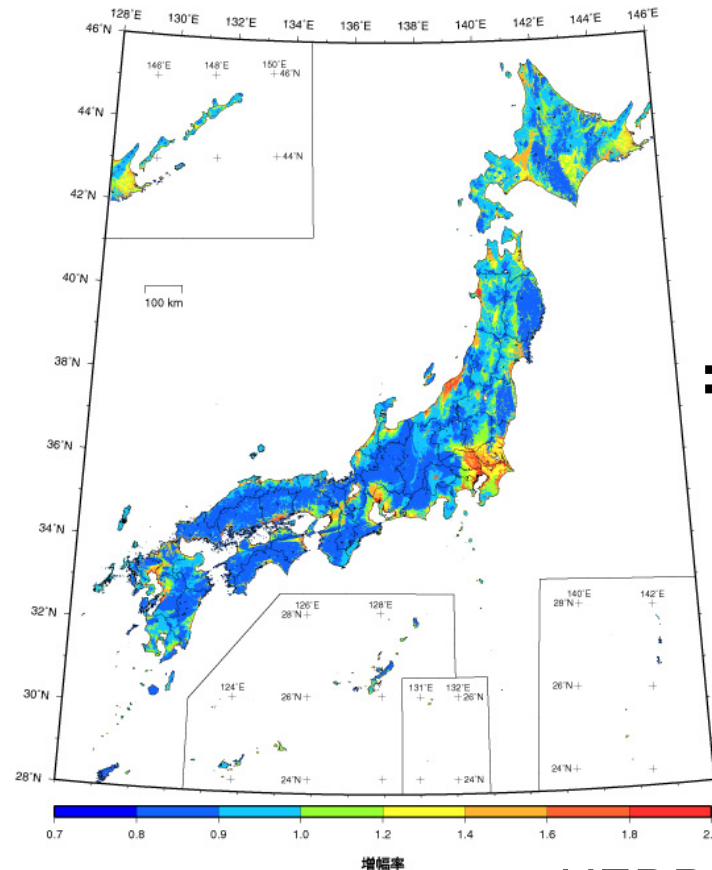 128°E 130°E 132°E 134°E 136°E 138°E 140°E 142°E 144°E 146°E
46°N
146°E 148°E 150°E
46°N
44°N
44°N
42°N
40°N
100 km
38°N
36°N
34°N
32°N
126°E 128°E
28°N
140°E 142°E
28°N
30°N
124°E
26°N
131°E 132°E
26°N
26°N
28°N
24°N
24°N
24°N
0.7 0.8 0.9 1.0 1.2 1.4 1.6 1.8 2.
増幅率